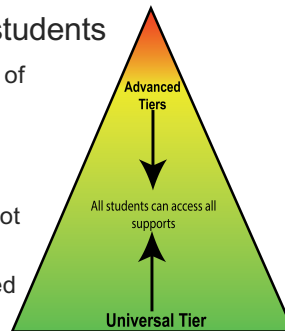 students
of
Advanced
Tiers
All students can access all
supports
ot
ed
Universal Tier